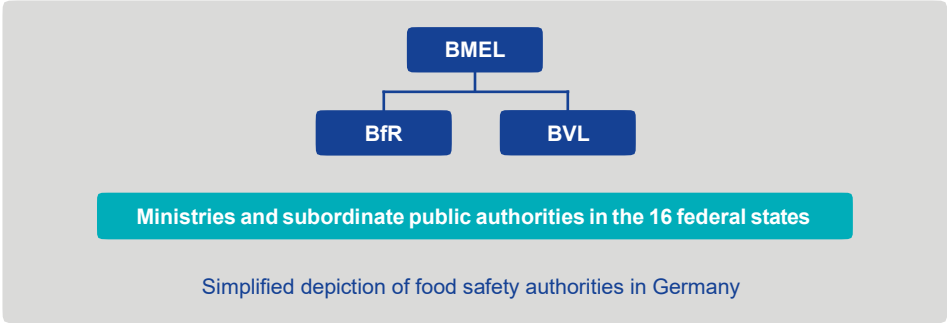 BMEL
BfR BVL
Ministries and subordinate public authorities in the 16 federal states
Simplified depiction of food safety authorities in Germany